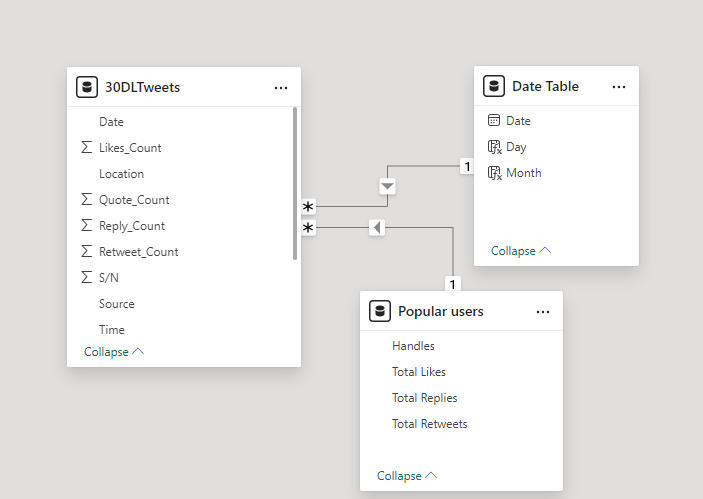 30DLTweets ...
Date
Likes_Count
Location
Quote_Count
Reply_Count
Retweet_Count
S/N
Source
Time
Collapse
Date Table ...
Date
Day
Month
Collapse
1
*
*
1
Popular users ...
Handles
Total Likes
Total Replies
Total Retweets
Collapse